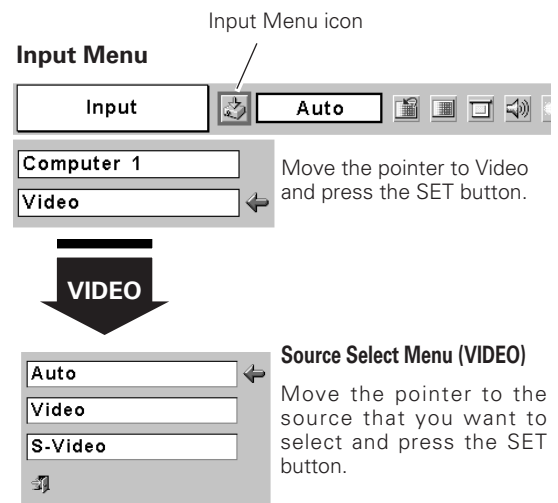 Input Menu icon
Input Menu
Input
Auto
Computer 1
Video
Move the pointer to Video
and press the SET button.
VIDEO
Auto
Video
S-Video
Source Select Menu (VIDEO)
Move the pointer to the
source that you want to
select and press the SET
button.